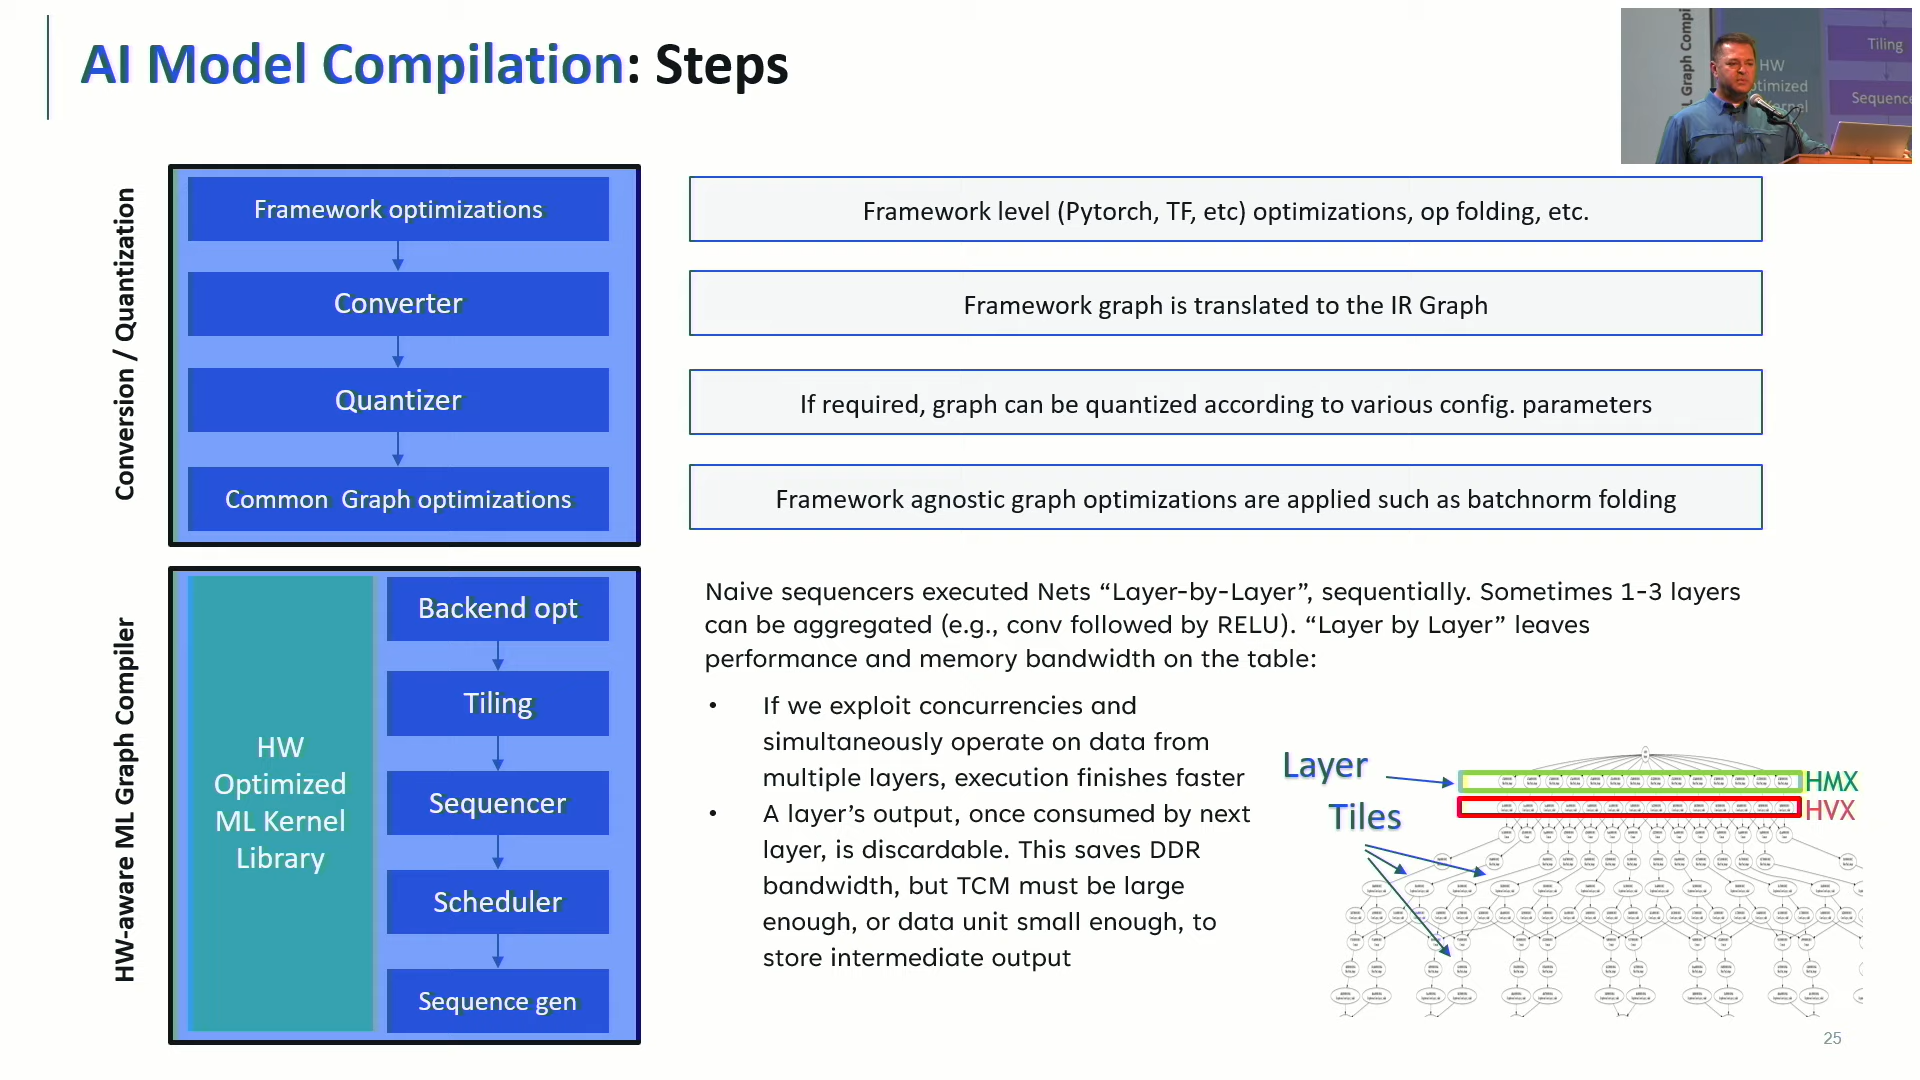 AI Model Compilation: Steps
L Graph Compi
HW
timized
Tiling
Sequence
Conversion / Quantization
Framework optimizations
Framework level (Pytorch, TF, etc) optimizations, op folding, etc.
Converter
Framework graph is translated to the IR Graph
Quantizer
If required, graph can be quantized according to various config. parameters
Common Graph optimizations
Framework agnostic graph optimizations are applied such as batchnorm folding
HW-aware ML Graph Compiler
HW
Optimized
ML Kernel
Library
Backend opt
Tiling
Sequencer
Scheduler
Sequence gen
Naive sequencers executed Nets “Layer-by-Layer”, sequentially. Sometimes 1-3 layers
can be aggregated (e.g., conv followed by RELU). “Layer by Layer” leaves
performance and memory bandwidth on the table:
• If we exploit concurrencies and
simultaneously operate on data from
multiple layers, execution finishes faster
• A layer’s output, once consumed by next
layer, is discardable. This saves DDR
bandwidth, but TCM must be large
enough, or data unit small enough, to
store intermediate output
Layer
Tiles
HMX
HVX
25